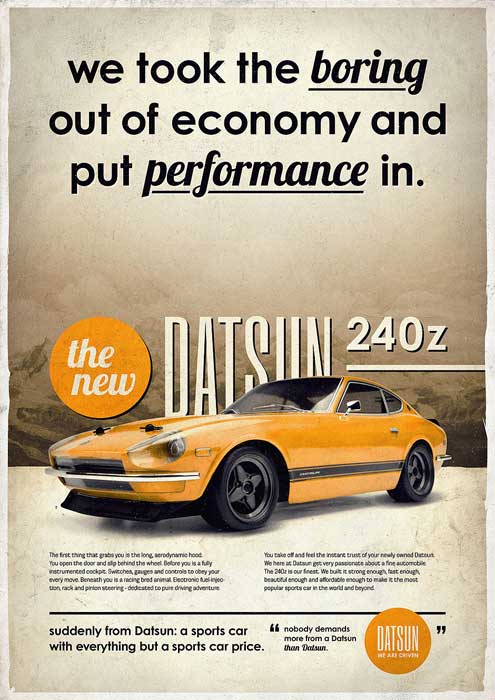 we took the boring
out of economy and
put performance in.
the
new
DATSUN
240z
The first thing that grabs you is the long, aerodynamic hood.
You open the door and slip behind the wheel. Before you is a fully
instrumented cockpit. Switches, gauges and controls to obey your
every move. Beneath you is a racing bred animal. Electronic fuel-injec-
tion, rack and pinion steering - dedicated to pure driving adventure.
You take off and feel the instant trust of your newly owned Datsun.
We here at Datsun get very passionate about a fine automobile.
The 240z is our finest. We built it strong enough, fast enough,
beautiful enough and affordable enough to make it the most
popular sports car in the world and beyond.
suddenly from Datsun: a sports car
with everything but a sports car price.
“ nobody demands
more from a Datsun
than Datsun. ”
DATSUN
WE ARE DRIVEN